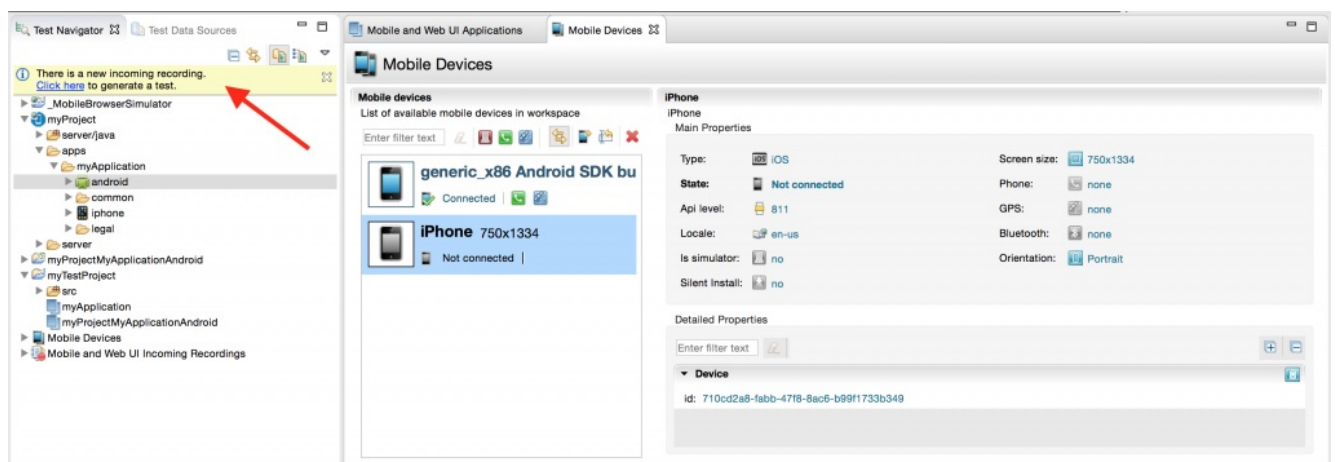 Test Navigator
Test Data Sources
There is a new incoming recording.
Click here to generate a test.
_MobileBrowserSimulator
myProject
server/java
apps
myApplication
android
common
iphone
legal
server
myProjectMyApplicationAndroid
myTestProject
src
myApplication
myProjectMyApplicationAndroid
Mobile Devices
Mobile and Web UI Incoming Recordings
Mobile and Web UI Applications
Mobile Devices
Mobile Devices
Mobile devices
List of available mobile devices in workspace
Enter filter text
generic_x86 Android SDK bu
Connected
iPhone 750x1334
Not connected
iPhone
iPhone
Main Properties
Type: iOS
Screen size: 750x1334
State: Not connected
Phone: none
Api level: 811
GPS: none
Locale: en-us
Bluetooth: none
Is simulator: no
Orientation: Portrait
Silent Install: no
Detailed Properties
Enter filter text
Device
id: 710cd2a8-fabb-47f8-8ac6-b99f1733b349